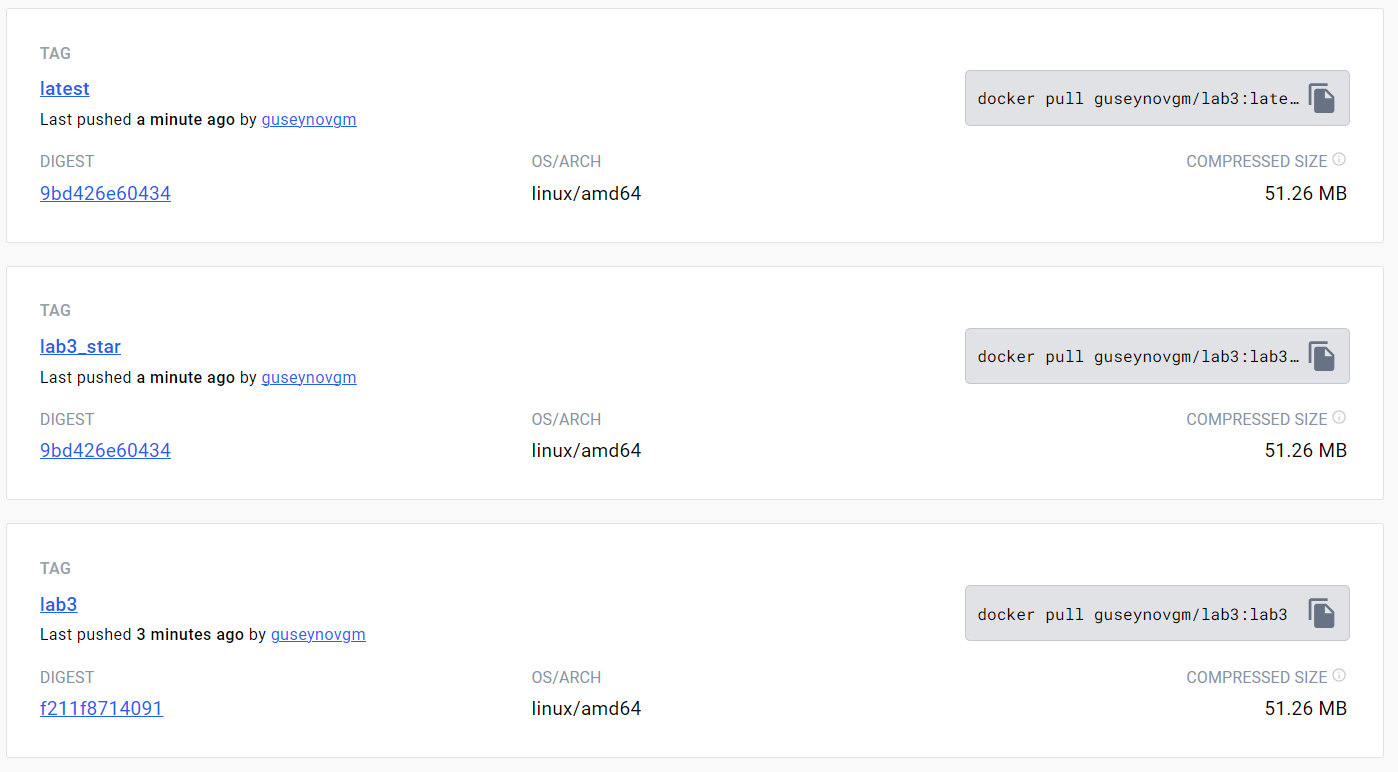 TAG
latest
docker pull guseynovgm/lab3:late…
Last pushed a minute ago by guseynovgm
DIGEST OS/ARCH COMPRESSED SIZE
9bd426e60434 linux/amd64 51.26 MB
TAG
lab3_star
docker pull guseynovgm/lab3:lab3…
Last pushed a minute ago by guseynovgm
DIGEST OS/ARCH COMPRESSED SIZE
9bd426e60434 linux/amd64 51.26 MB
TAG
lab3
docker pull guseynovgm/lab3:lab3
Last pushed 3 minutes ago by guseynovgm
DIGEST OS/ARCH COMPRESSED SIZE
f211f8714091 linux/amd64 51.26 MB